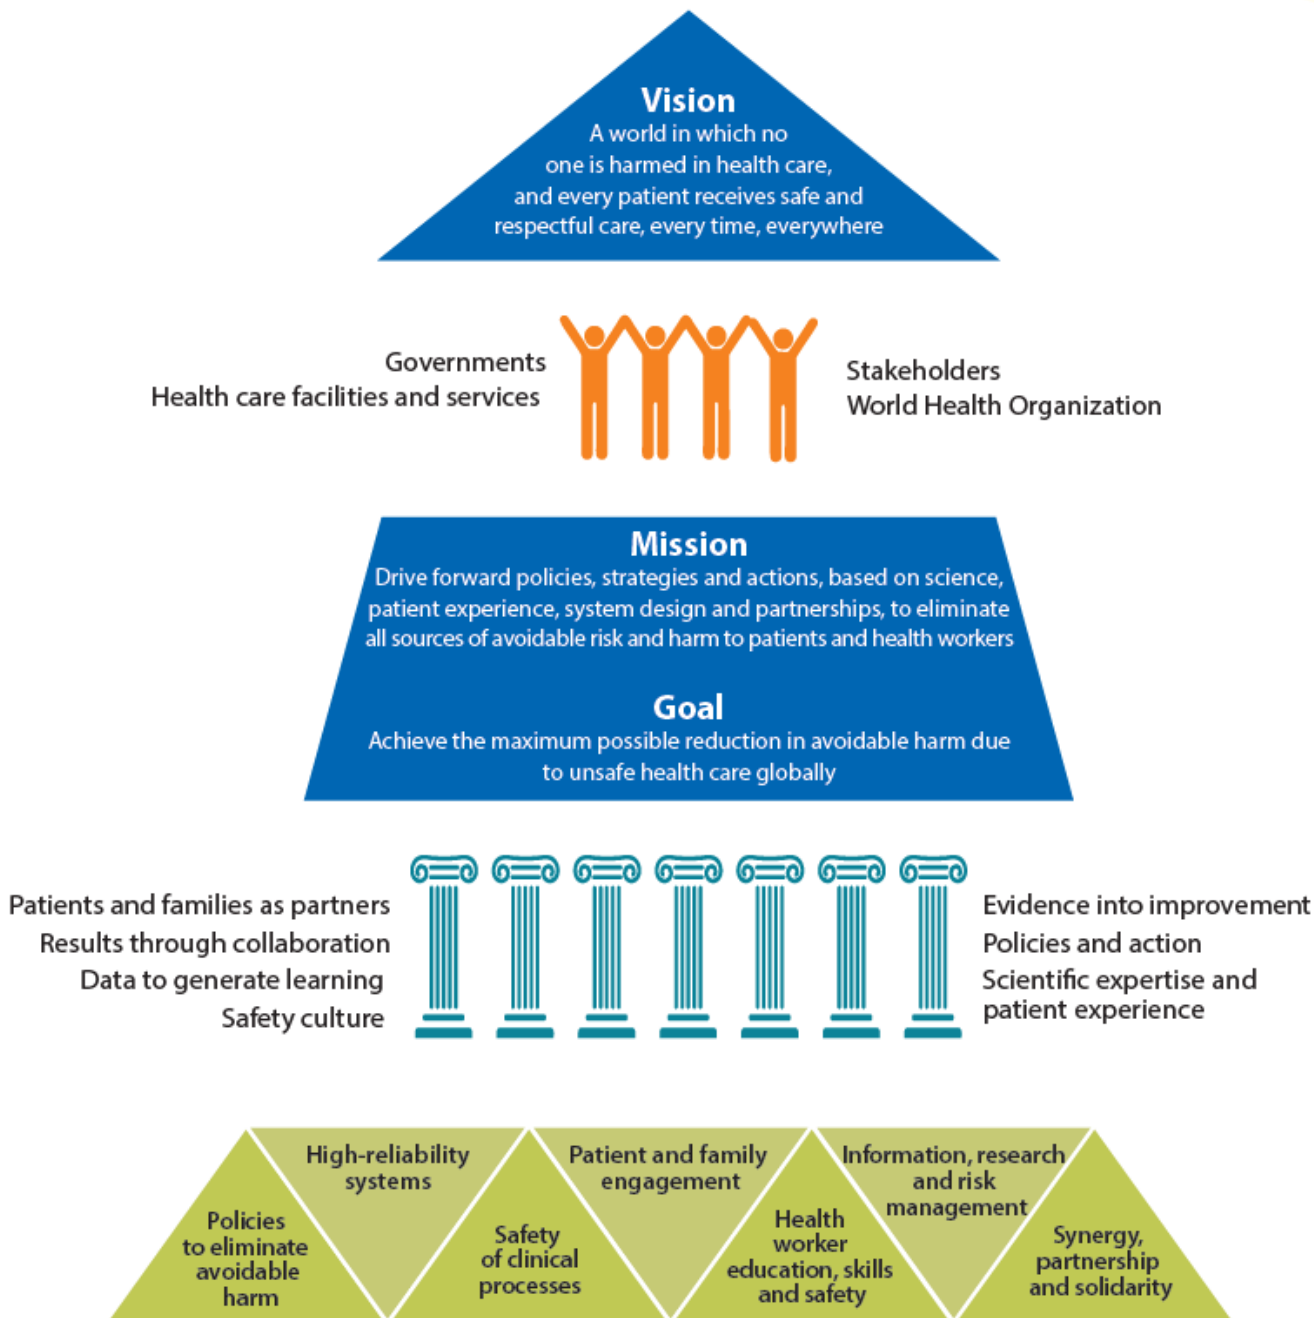 Vision
A world in which no
one is harmed in health care,
and every patient receives safe and
respectful care, every time, everywhere
Governments
Health care facilities and services
Stakeholders
World Health Organization
Mission
Drive forward policies, strategies and actions, based on science,
patient experience, system design and partnerships, to eliminate
all sources of avoidable risk and harm to patients and health workers
Goal
Achieve the maximum possible reduction in avoidable harm due
to unsafe health care globally
Patients and families as partners
Results through collaboration
Data to generate learning
Safety culture
Evidence into improvement
Policies and action
Scientific expertise and
patient experience
Policies
to eliminate
avoidable
harm
High-reliability
systems
Safety
of clinical
processes
Patient and family
engagement
Health
worker
education, skills
and safety
Information, research
and risk
management
Synergy,
partnership
and solidarity